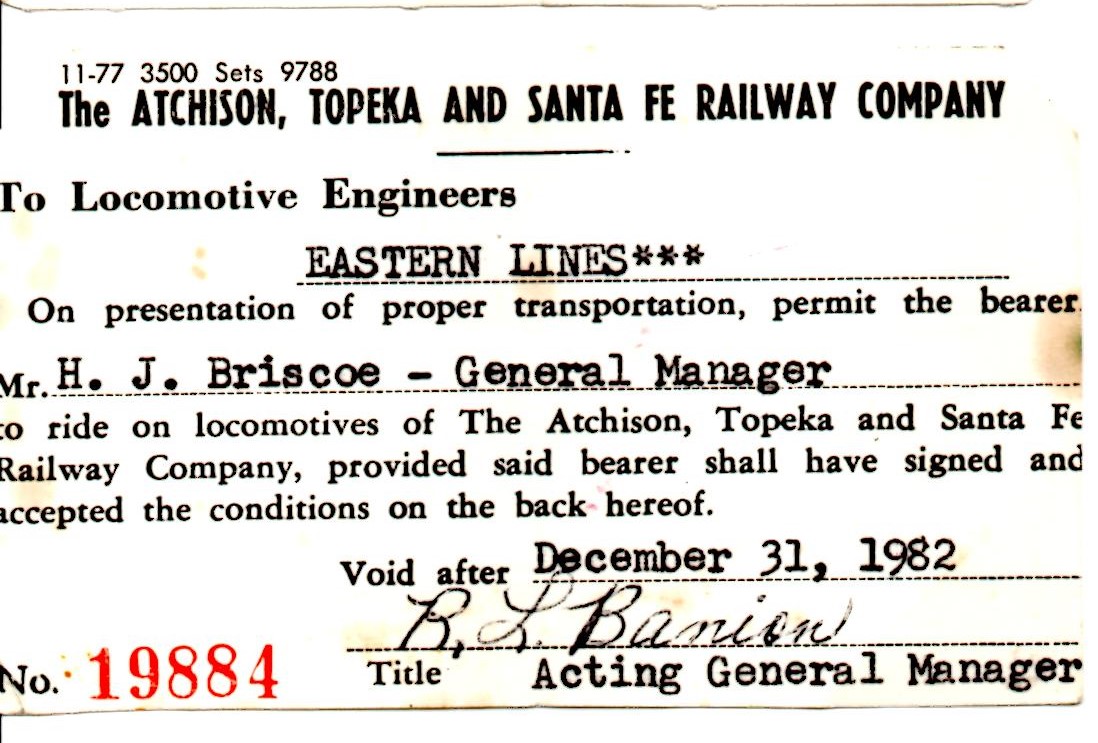 11-77 3500 Sets 9788
The ATCHISON, TOPEKA AND SANTA FE RAILWAY COMPANY
To Locomotive Engineers
EASTERN LINES***
On presentation of proper transportation, permit the bearer
Mr. H. J. Briscoe - General Manager
to ride on locomotives of The Atchison, Topeka and Santa Fe
Railway Company, provided said bearer shall have signed and
accepted the conditions on the back hereof.
Void after December 31, 1982
R. L. Banion
No. 19884 Title Acting General Manager